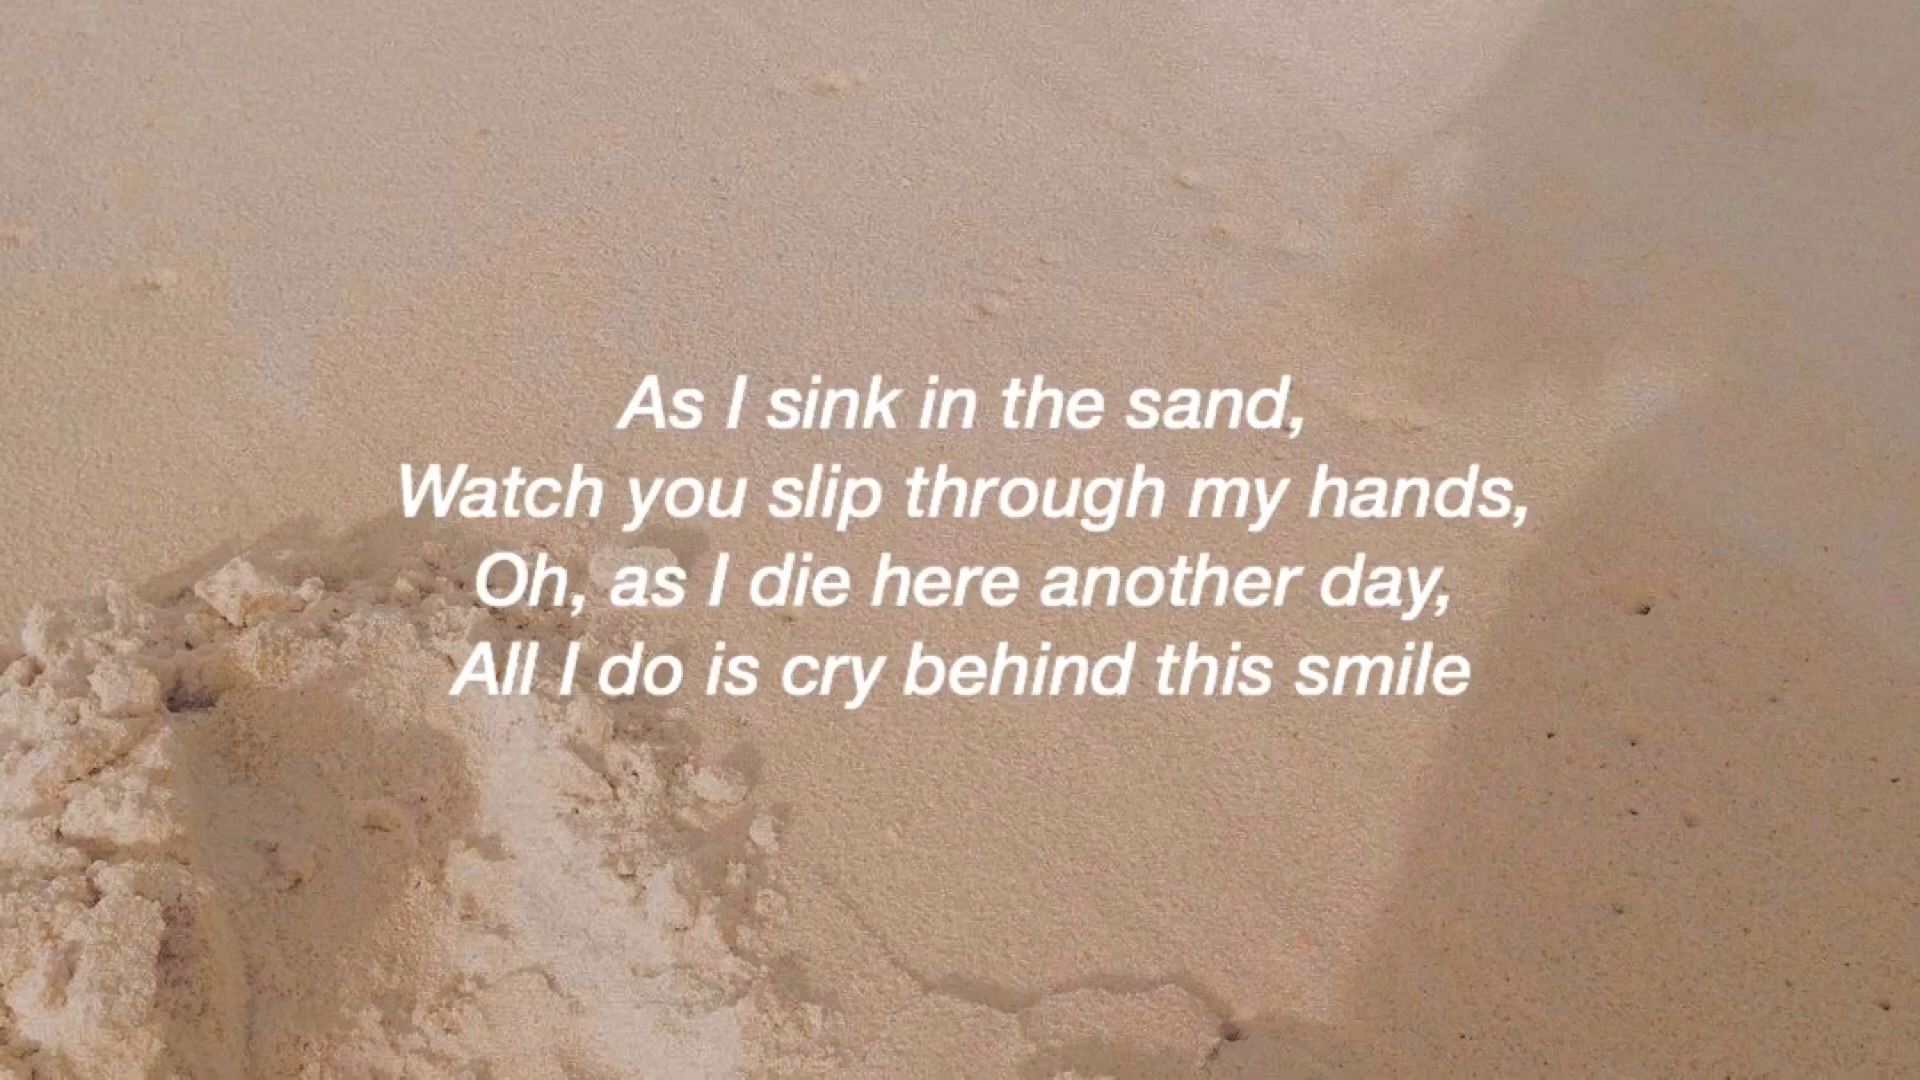 As I sink in the sand,
Watch you slip through my hands,
Oh, as I die here another day,
All I do is cry behind this smile